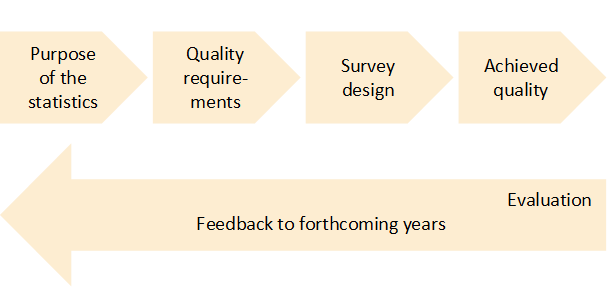 Purpose
of the
statistics
Quality
require-
ments
Survey
design
Achieved
quality
Evaluation
Feedback to forthcoming years